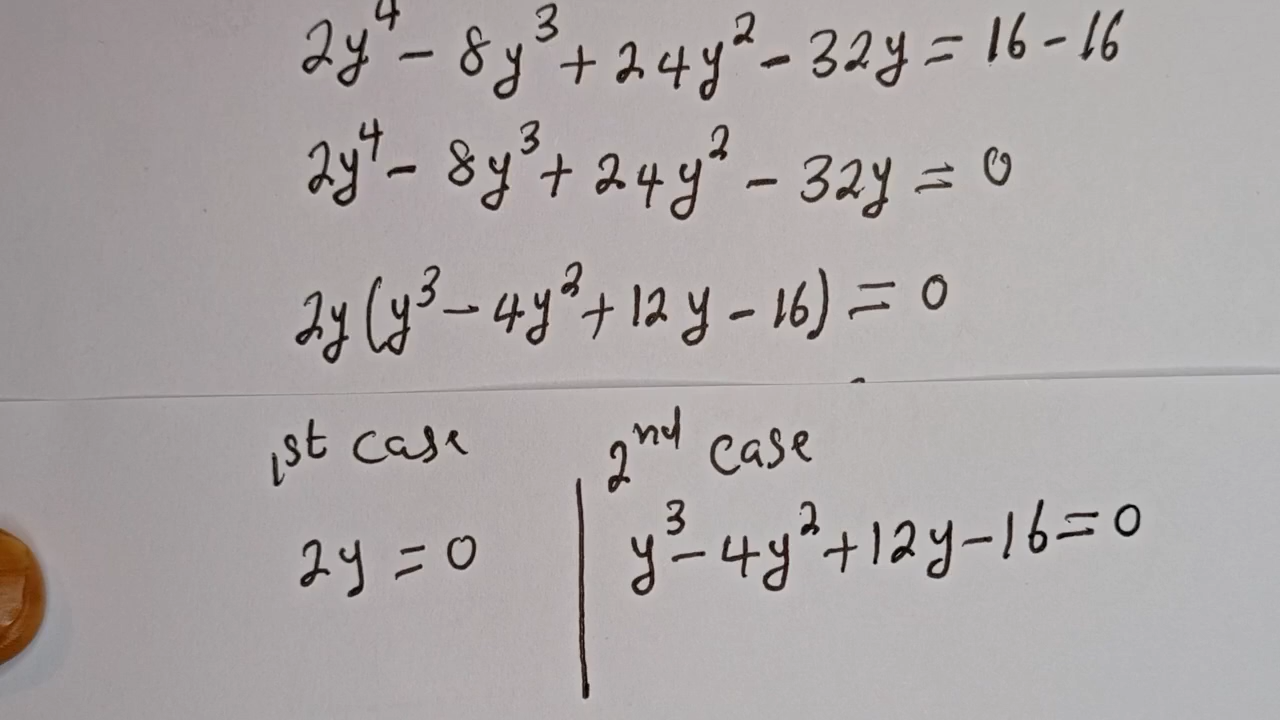 2y⁴ - 8y³ + 24y² - 32y = 16 - 16
2y⁴ - 8y³ + 24y² - 32y = 0
2y(y³ - 4y² + 12y - 16) = 0
1st case
2nd case
2y = 0
y³ - 4y² + 12y - 16 = 0